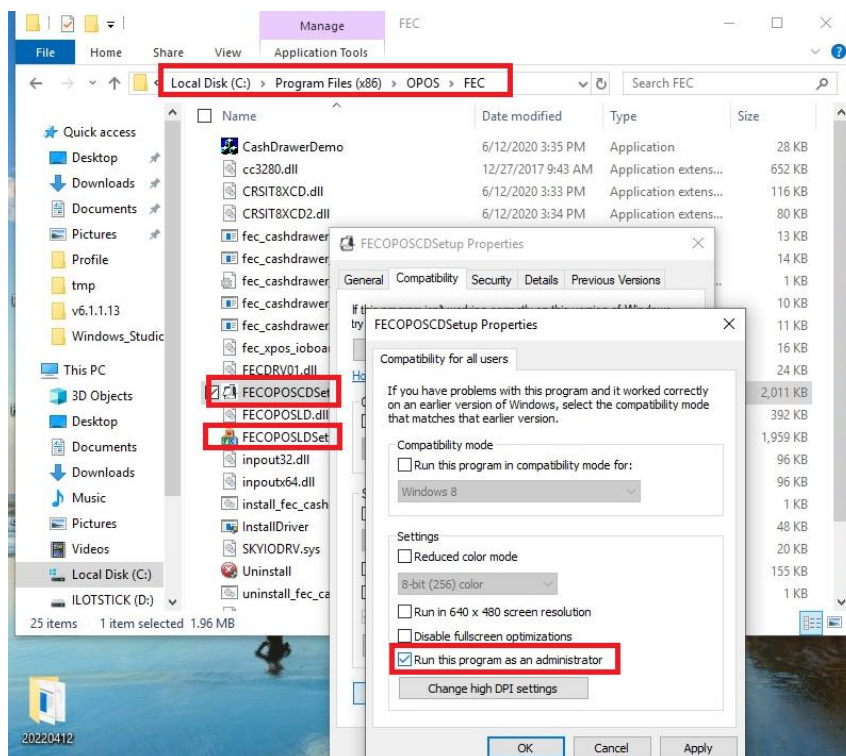 Manage
FEC
File
Home
Share
View
Application Tools
Local Disk (C:) > Program Files (x86) > OPOS > FEC
Search FEC
Name
Date modified
Type
Size
Quick access
Desktop
Downloads
Documents
Pictures
Profile
tmp
v6.1.1.13
Windows_Studic
This PC
3D Objects
Desktop
Documents
Downloads
Music
Pictures
Videos
Local Disk (C:)
ILOTSTICK (D:)
CashDrawerDemo 6/12/2020 3:35 PM Application 28 KB
cc3280.dll 12/27/2017 9:43 AM Application extens... 652 KB
CRSIT8XCD.dll 6/12/2020 3:33 PM Application extens... 116 KB
CRSIT8XCD2.dll 6/12/2020 3:34 PM Application extens... 80 KB
fec_cashdrawer 13 KB
fec_cashdrawer 14 KB
fec_cashdrawer 1 KB
fec_cashdrawer 10 KB
fec_cashdrawer 11 KB
fec_xpos_ioboa 16 KB
FECDRV01.dll 24 KB
FECOPOSCDSet 2,011 KB
FECOPOSLD.dll 392 KB
FECOPOSLDSet 1,959 KB
inpout32.dll 96 KB
inpoutx64.dll 96 KB
install_fec_cash 1 KB
InstallDriver 48 KB
SKYIODRV.sys 20 KB
Uninstall 155 KB
uninstall_fec_ca 1 KB
25 items 1 item selected 1.96 MB
FECOPOSCDSetup Properties
General Compatibility Security Details Previous Versions
try
FECOPOSCDSetup Properties
Compatibility for all users
If you have problems with this program and it worked correctly
on an earlier version of Windows, select the compatibility mode
that matches that earlier version.
Compatibility mode
Run this program in compatibility mode for:
Windows 8
Settings
Reduced color mode
8-bit (256) color
Run in 640 x 480 screen resolution
Disable fullscreen optimizations
Run this program as an administrator
Change high DPI settings
OK
Cancel
Apply
20220412